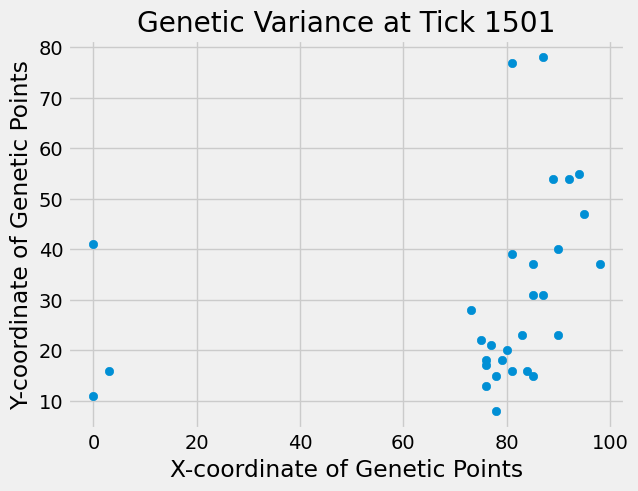 Genetic Variance at Tick 1501
80
70
60
50
40
30
20
10
Y-coordinate of Genetic Points
0 20 40 60 80 100
X-coordinate of Genetic Points